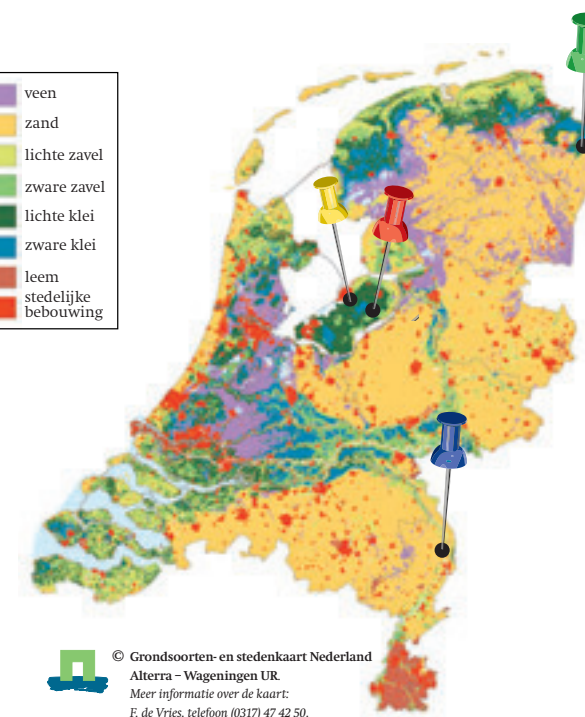 veen
zand
lichte zavel
zware zavel
lichte klei
zware klei
leem
stedelijke
bebouwing
© Grondsoorten- en stedenkaart Nederland
Alterra – Wageningen UR.
Meer informatie over de kaart:
F. de Vries, telefoon (0317) 47 42 50.